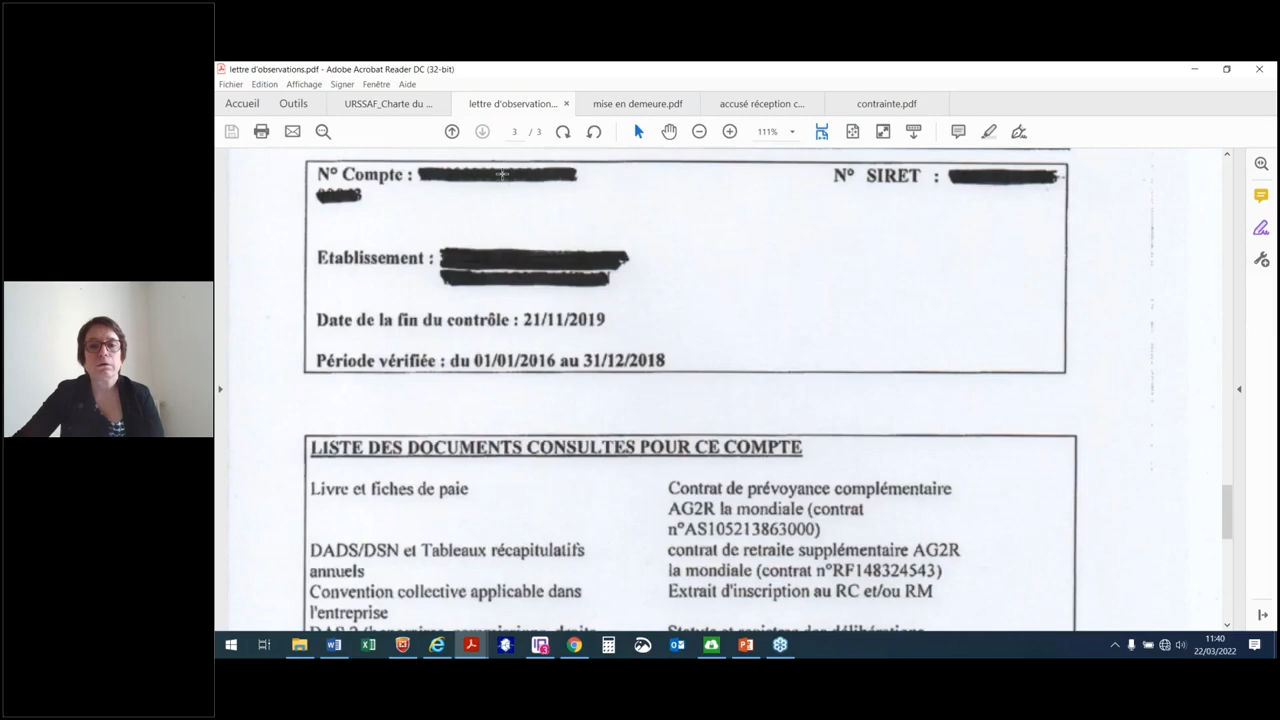 lettre d'observations.pdf - Adobe Acrobat Reader DC (32-bit)
Fichier Edition Affichage Signer Fenêtre Aide
Accueil Outils URSSAF_Charte du ... lettre d'observation... × mise en demeure.pdf accusé réception c... contrainte.pdf
3 / 3 111%
N° Compte : N° SIRET :
Etablissement :
Date de la fin du contrôle : 21/11/2019
Période vérifiée : du 01/01/2016 au 31/12/2018
LISTE DES DOCUMENTS CONSULTES POUR CE COMPTE
Livre et fiches de paie Contrat de prévoyance complémentaire
AG2R la mondiale (contrat
n°AS105213863000)
DADS/DSN et Tableaux récapitulatifs contrat de retraite supplémentaire AG2R
annuels la mondiale (contrat n°RF148324543)
Convention collective applicable dans Extrait d'inscription au RC et/ou RM
l'entreprise
11:40
22/03/2022